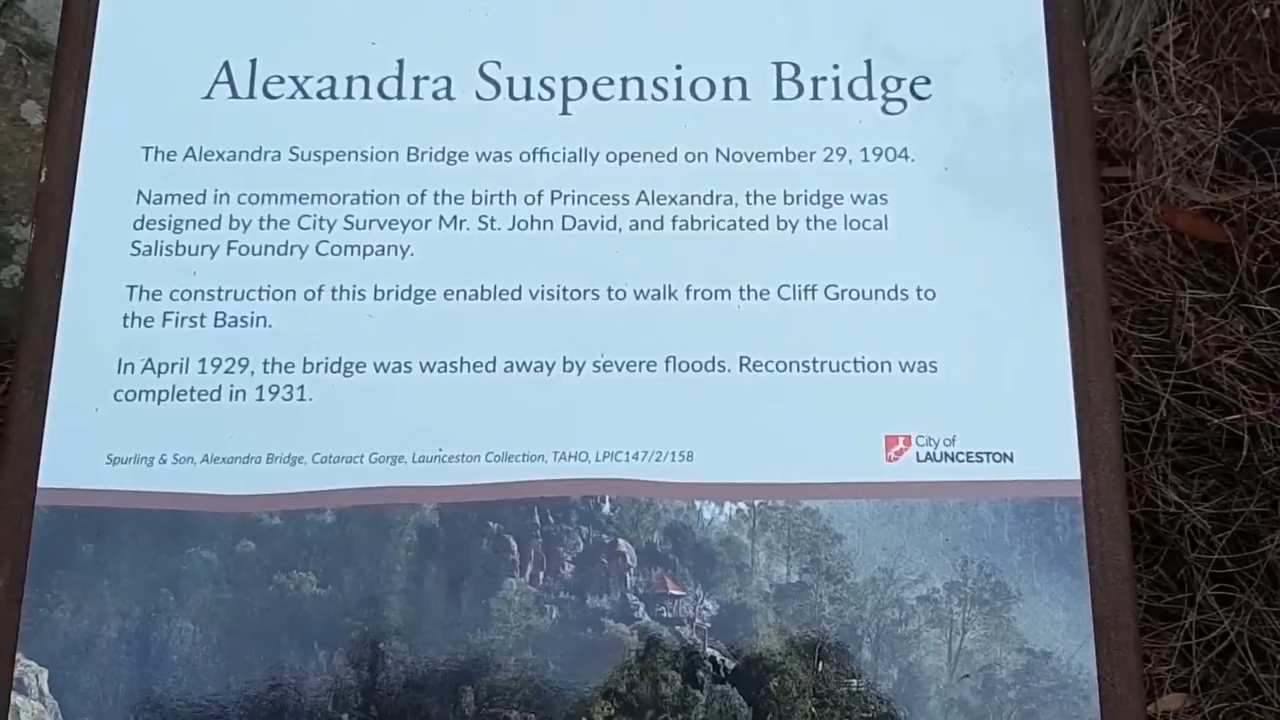 Alexandra Suspension Bridge
The Alexandra Suspension Bridge was officially opened on November 29, 1904.
Named in commemoration of the birth of Princess Alexandra, the bridge was
designed by the City Surveyor Mr. St. John David, and fabricated by the local
Salisbury Foundry Company.
The construction of this bridge enabled visitors to walk from the Cliff Grounds to
the First Basin.
In April 1929, the bridge was washed away by severe floods. Reconstruction was
completed in 1931.
Spurling & Son, Alexandra Bridge, Cataract Gorge, Launceston Collection, TAHO, LPIC147/2/158
City of
LAUNCESTON